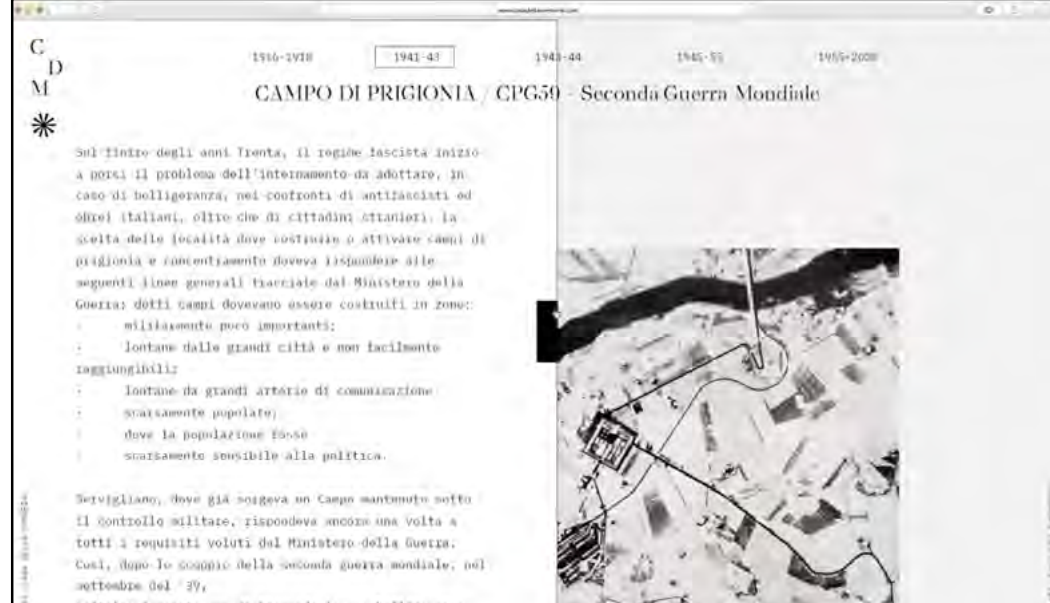 C
D
M
1941-43
1945-55
CAMPO DI PRIGIONIA / CPG59 - Seconda Guerra Mondiale
Sul finire degli anni Trenta, il regime fascista iniziò
a porsi il problema dell'internamento da adottare, in
caso di belligeranza, nei confronti di antifascisti ed
ebrei italiani, oltre che di cittadini stranieri. La
scelta delle località dove costruire o attivare campi di
prigionia e concentramento doveva rispondere alle
seguenti linee generali tracciate dal Ministero della
Guerra; detti campi dovevano essere costruiti in zone:
· militarmente poco importanti;
· lontane dalle grandi città e non facilmente
raggiungibili;
· lontane da grandi arterie di comunicazione
· scarsamente popolate;
· dove la popolazione fosse
· scarsamente sensibile alla politica.
Servigliano, dove già sorgeva un Campo mantenuto sotto
il controllo militare, rispondeva ancora una volta a
tutti i requisiti voluti dal Ministero della Guerra.
Così, dopo lo scoppio della seconda guerra mondiale, nel
settembre del '39,